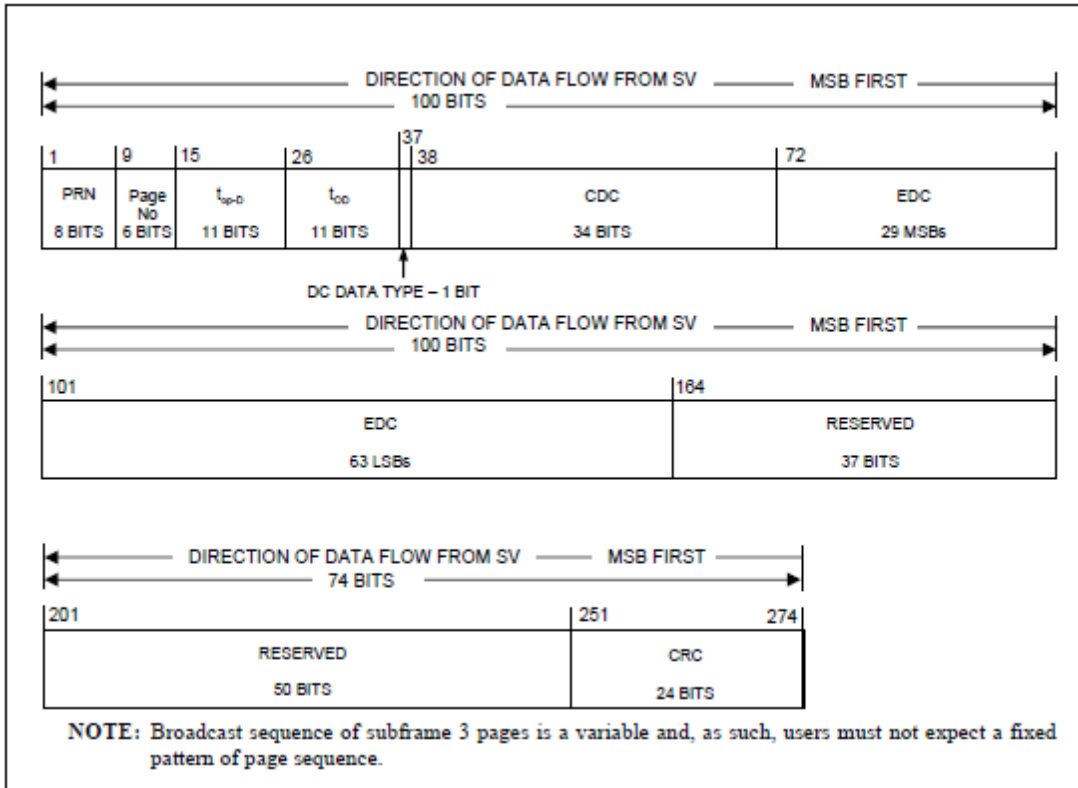 DIRECTION OF DATA FLOW FROM SV MSB FIRST
100 BITS
37
1 9 15 26 38 72
PRN Page No t_op-D t_OD CDC EDC
8 BITS 6 BITS 11 BITS 11 BITS 34 BITS 29 MSBs
DC DATA TYPE – 1 BIT
DIRECTION OF DATA FLOW FROM SV MSB FIRST
100 BITS
101 164
EDC RESERVED
63 LSBs 37 BITS
DIRECTION OF DATA FLOW FROM SV MSB FIRST
74 BITS
201 251 274
RESERVED CRC
50 BITS 24 BITS
NOTE: Broadcast sequence of subframe 3 pages is a variable and, as such, users must not expect a fixed
pattern of page sequence.